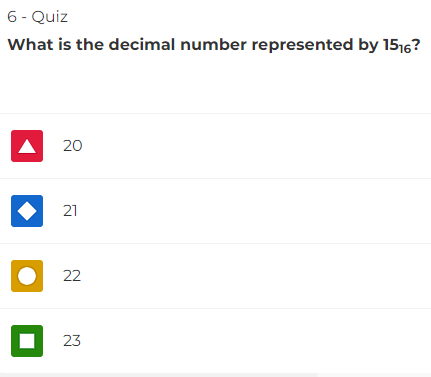 6 - Quiz
What is the decimal number represented by 15₁₆?
20
21
22
23